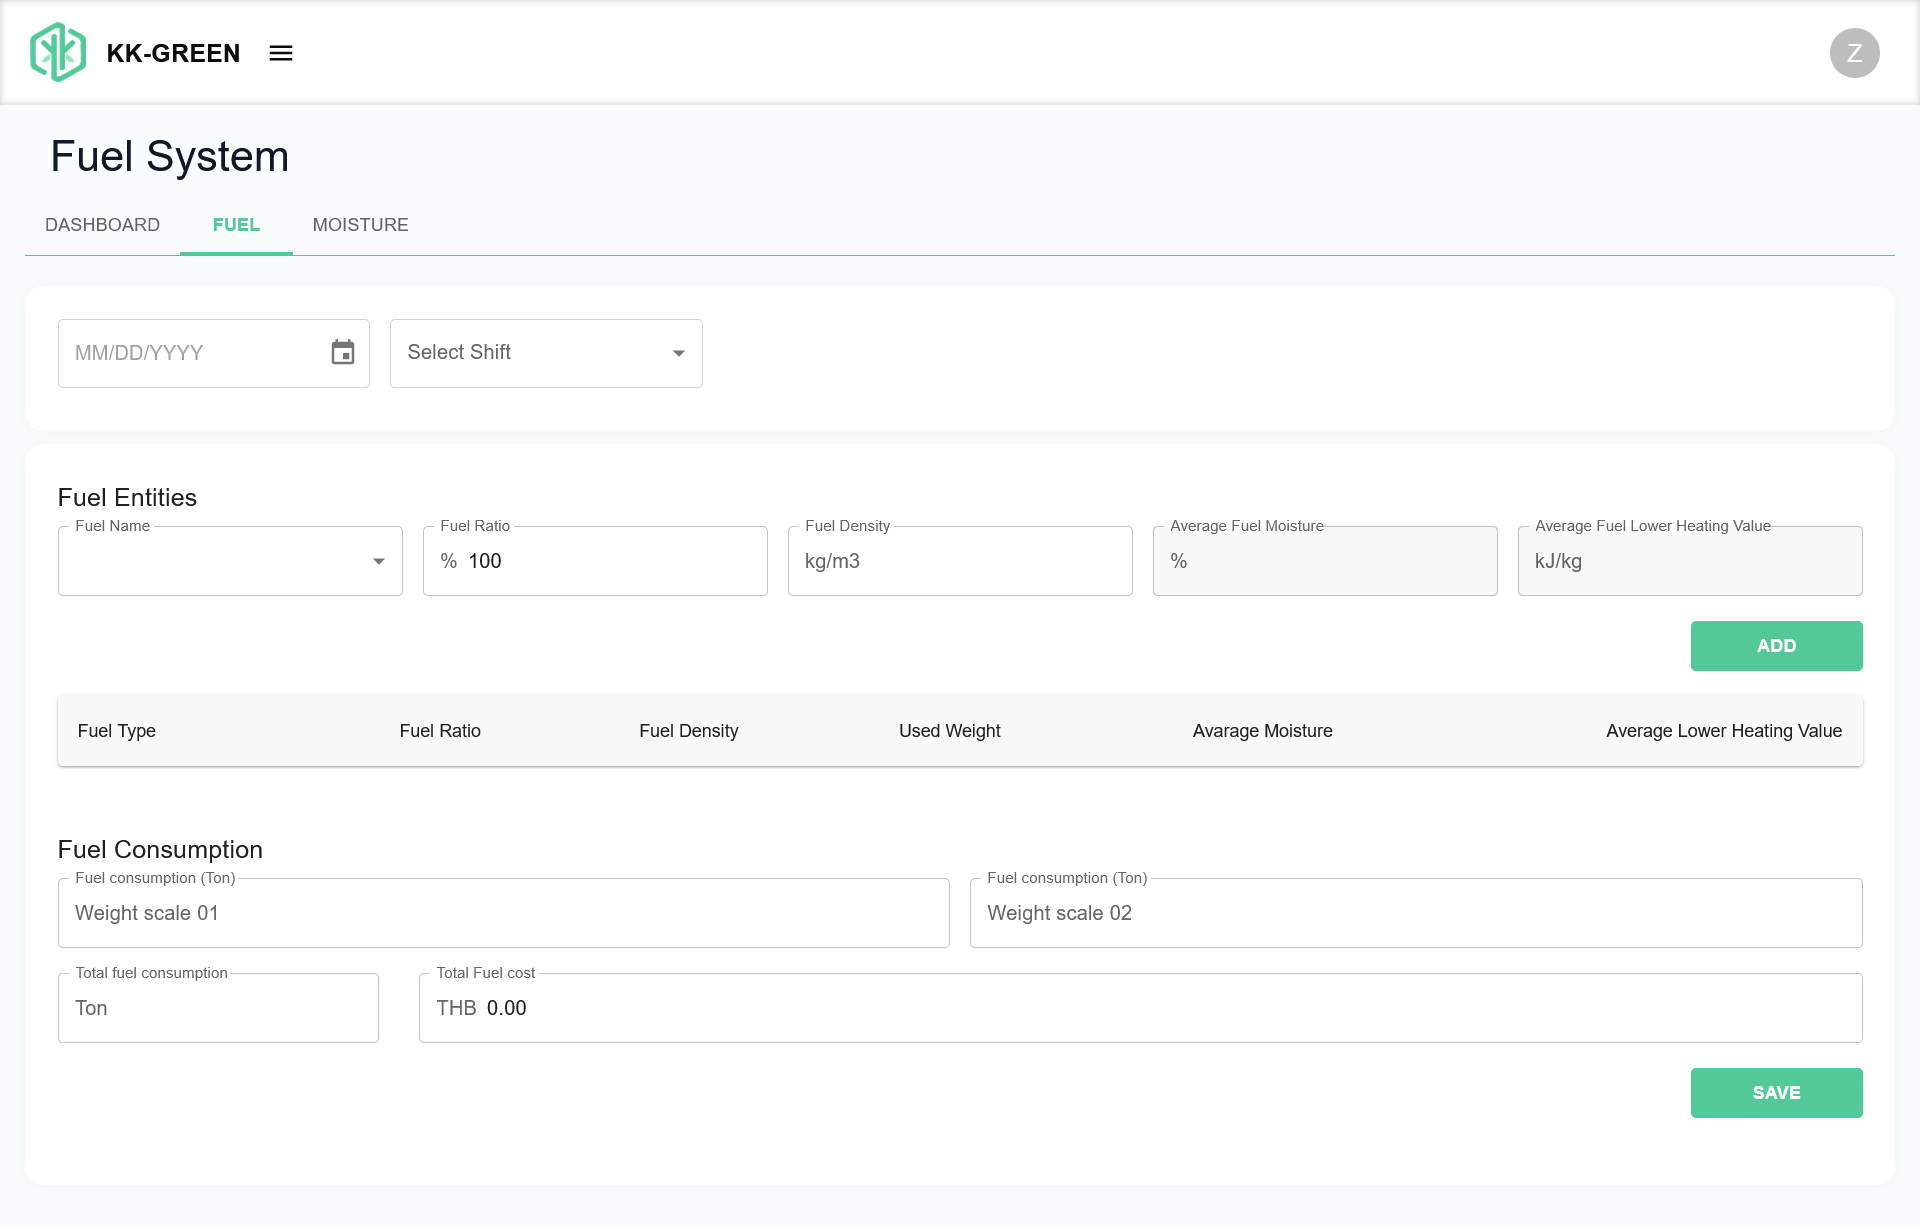 KK-GREEN
Z
Fuel System
DASHBOARD FUEL MOISTURE
MM/DD/YYYY Select Shift
Fuel Entities
Fuel Name Fuel Ratio Fuel Density Average Fuel Moisture Average Fuel Lower Heating Value
% 100 kg/m3 % kJ/kg
ADD
Fuel Type Fuel Ratio Fuel Density Used Weight Avarage Moisture Average Lower Heating Value
Fuel Consumption
Fuel consumption (Ton) Fuel consumption (Ton)
Weight scale 01 Weight scale 02
Total fuel consumption Total Fuel cost
Ton THB 0.00
SAVE